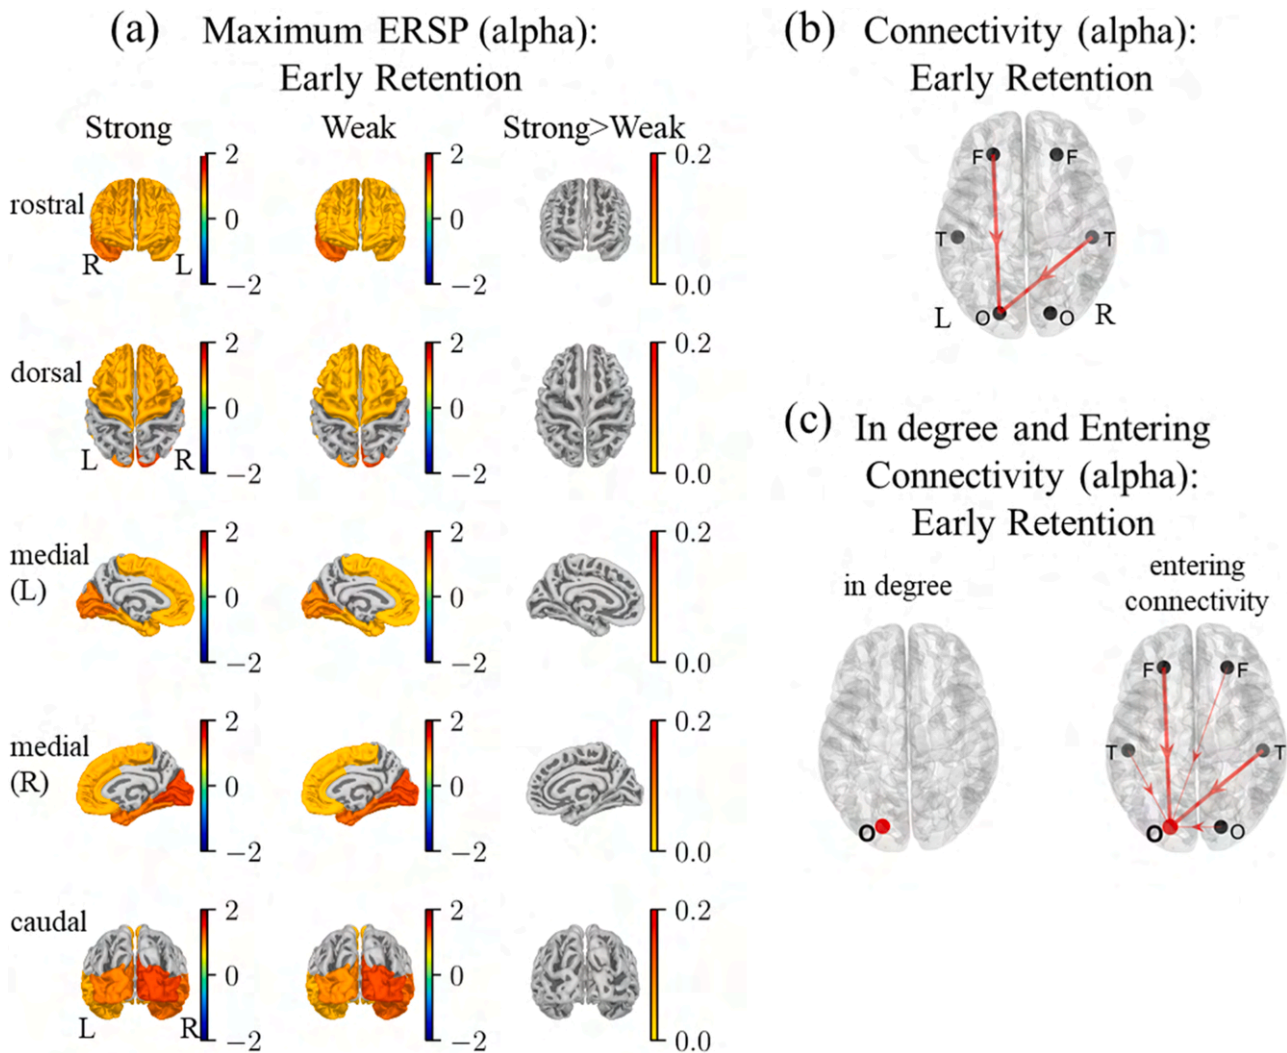 (a) Maximum ERSP (alpha):
Early Retention
Strong Weak Strong>Weak
rostral
2
0
−2
2
0
−2
0.2
0.0
R L
dorsal
2
0
−2
2
0
−2
0.2
0.0
L R
medial
(L)
2
0
−2
2
0
−2
0.2
0.0
medial
(R)
2
0
−2
2
0
−2
0.2
0.0
caudal
2
0
−2
2
0
−2
0.2
0.0
L R
(b) Connectivity (alpha):
Early Retention
F F
T T
L O O R
(c) In degree and Entering
Connectivity (alpha):
Early Retention
in degree
O
entering
connectivity
F F
T T
O O